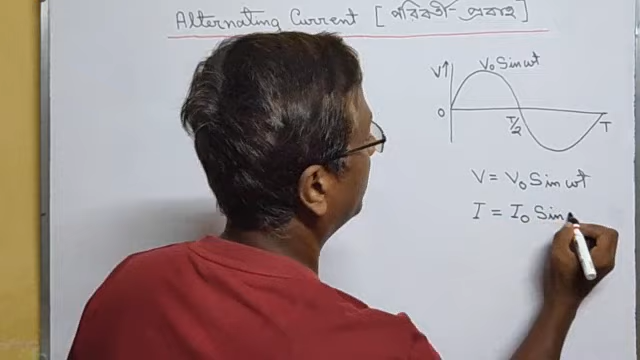 Alternating Current [ পরিবর্তী প্রবাহ ]
V↑ V₀ Sin ωt
0 T/2 T
V = V₀ Sin ωt
I = I₀ Sin